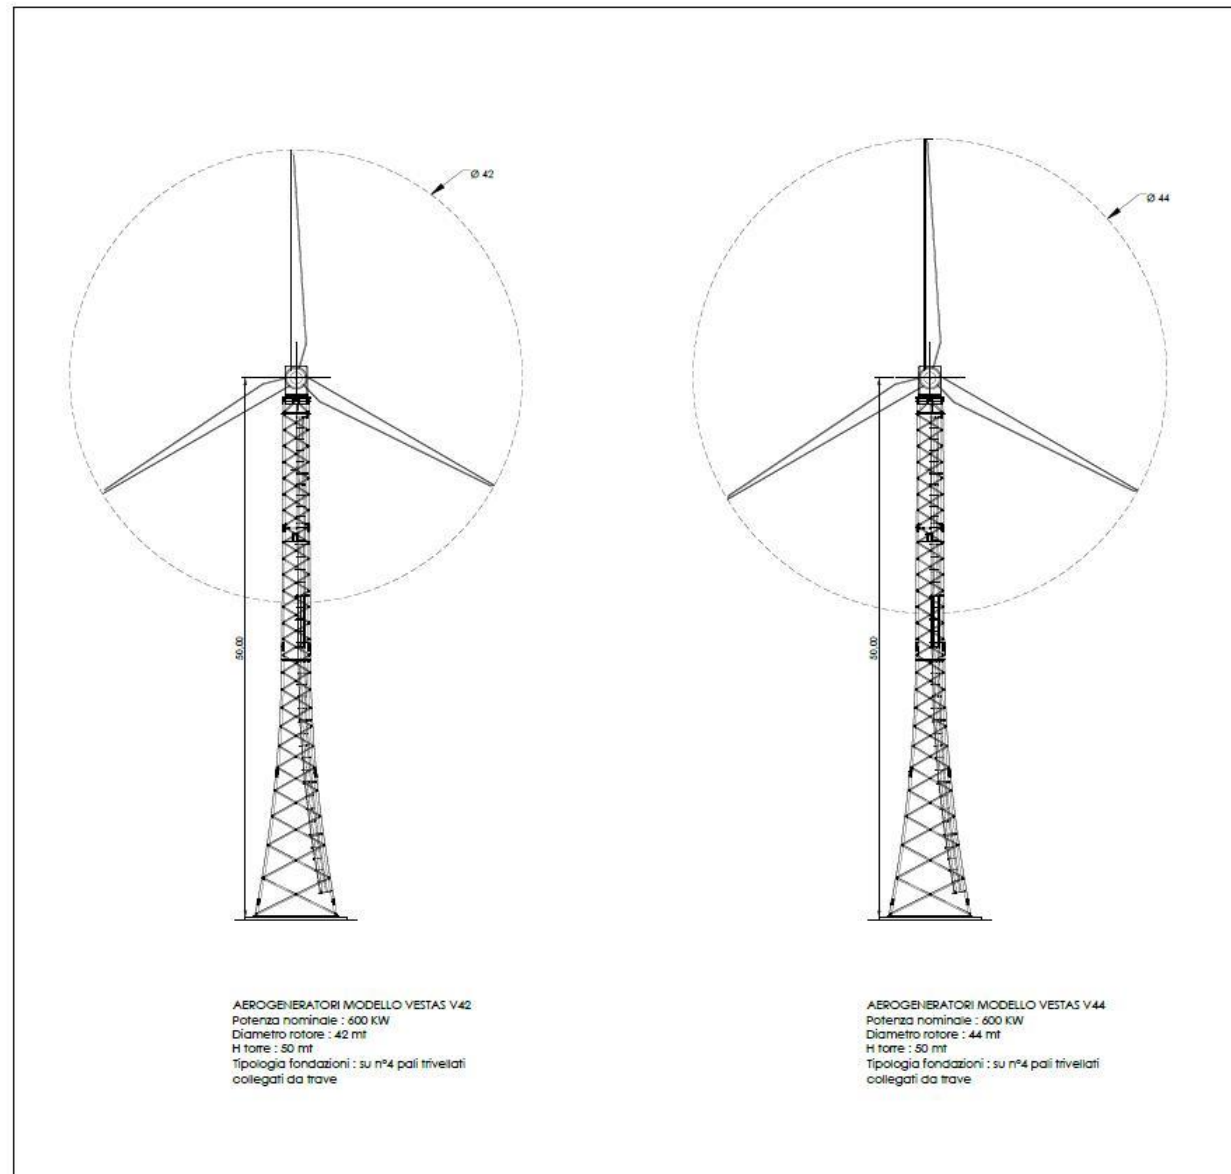 Ø 42
Ø 44
50.00
50.00
AEROGENERATORI MODELLO VESTAS V42
Potenza nominale : 600 KW
Diametro rotore : 42 mt
H torre : 50 mt
Tipologia fondazioni : su n°4 pali trivellati
collegati da trave
AEROGENERATORI MODELLO VESTAS V44
Potenza nominale : 600 KW
Diametro rotore : 44 mt
H torre : 50 mt
Tipologia fondazioni : su n°4 pali trivellati
collegati da trave